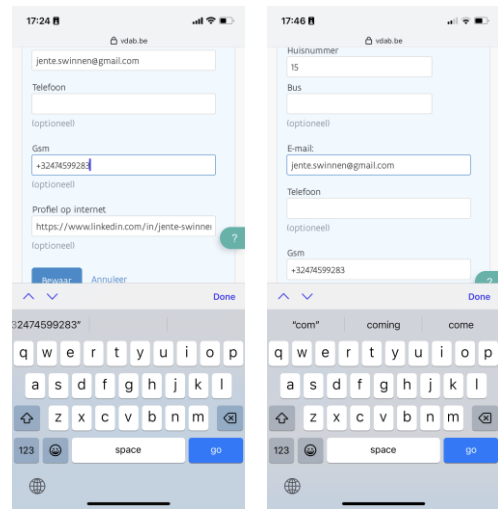 17:24
vdab.be
jente.swinnen@gmail.com
Telefoon
(optioneel)
Gsm
+32474599283
(optioneel)
Profiel op internet
https://www.linkedin.com/in/jente-swinne
(optioneel)
?
Bewaar Annuleer
Done
32474599283"
q w e r t y u i o p
a s d f g h j k l
z x c v b n m
123 space go
17:46
vdab.be
Huisnummer
15
Bus
(optioneel)
E-mail:
jente.swinnen@gmail.com
Telefoon
(optioneel)
Gsm
+32474599283
?
Done
"com" coming come
q w e r t y u i o p
a s d f g h j k l
z x c v b n m
123 space go